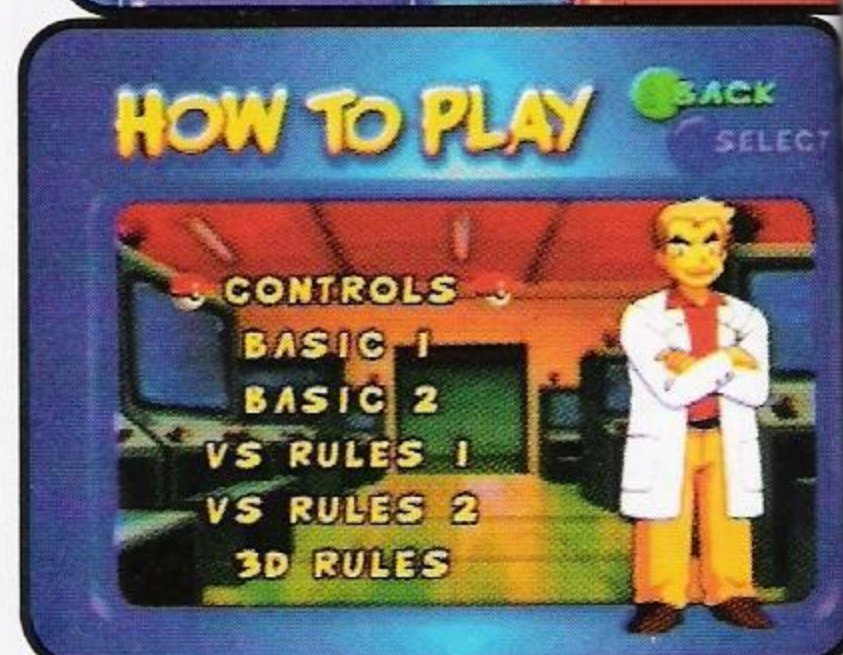 HOW TO PLAY
BACK
SELECT
CONTROLS
BASIC 1
BASIC 2
VS RULES 1
VS RULES 2
3D RULES